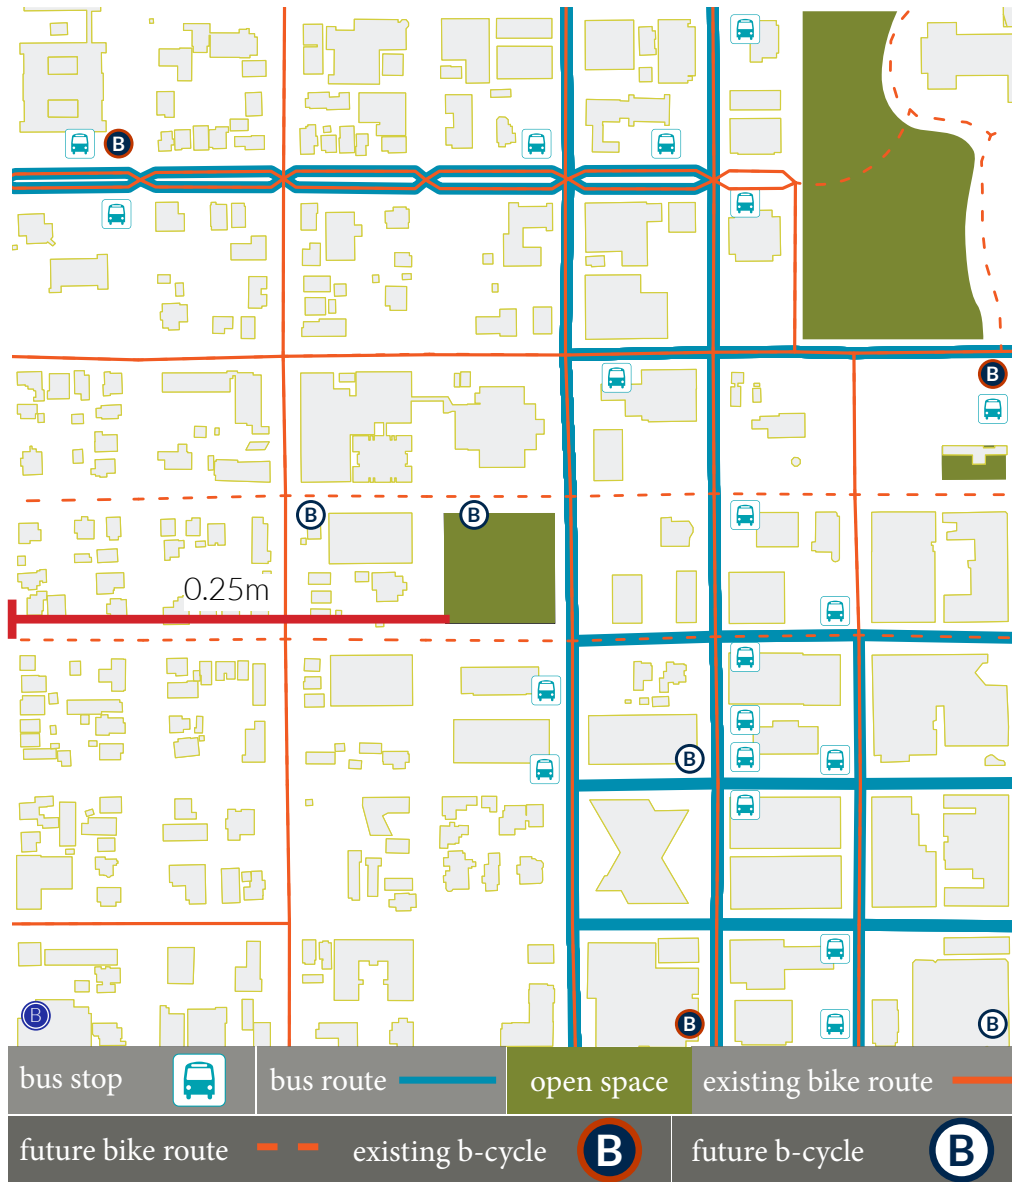 B
B
B
B
0.25m
B
B
B
B
bus stop
bus route
open space
existing bike route
future bike route
existing b-cycle
B
future b-cycle
B